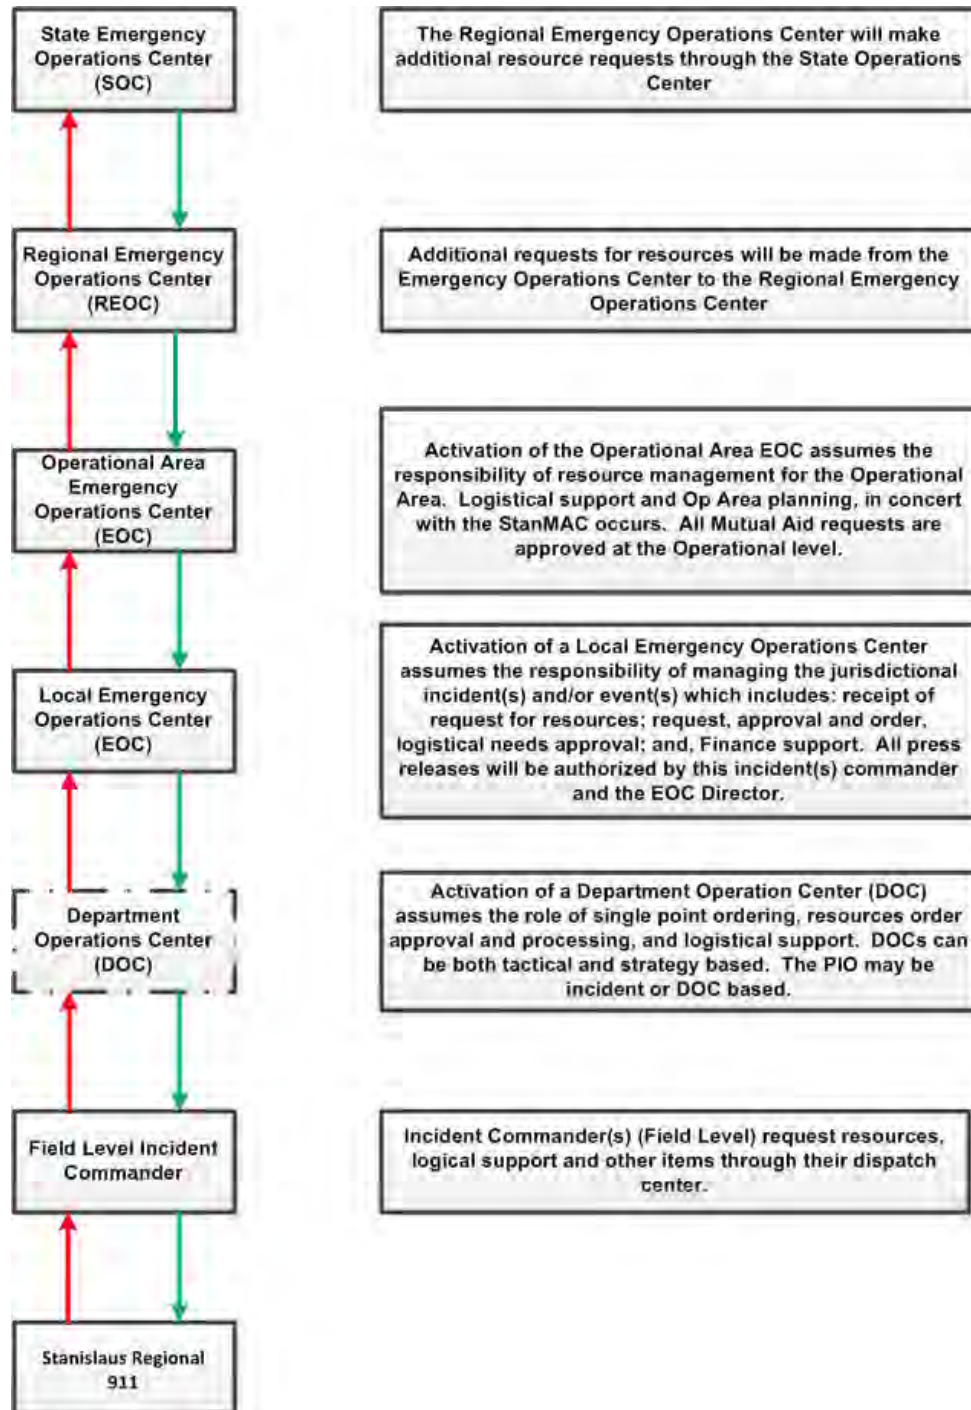 State Emergency
Operations Center
(SOC)
The Regional Emergency Operations Center will make
additional resource requests through the State Operations
Center
Regional Emergency
Operations Center
(REOC)
Additional requests for resources will be made from the
Emergency Operations Center to the Regional Emergency
Operations Center
Operational Area
Emergency
Operations Center
(EOC)
Activation of the Operational Area EOC assumes the
responsibility of resource management for the Operational
Area. Logistical support and Op Area planning, in concert
with the StanMAC occurs. All Mutual Aid requests are
approved at the Operational level.
Local Emergency
Operations Center
(EOC)
Activation of a Local Emergency Operations Center
assumes the responsibility of managing the jurisdictional
incident(s) and/or event(s) which includes: receipt of
request for resources; request, approval and order,
logistical needs approval; and, Finance support. All press
releases will be authorized by this incident(s) commander
and the EOC Director.
Department
Operations Center
(DOC)
Activation of a Department Operation Center (DOC)
assumes the role of single point ordering, resources order
approval and processing, and logistical support. DOCs can
be both tactical and strategy based. The PIO may be
incident or DOC based.
Field Level Incident
Commander
Incident Commander(s) (Field Level) request resources,
logical support and other items through their dispatch
center.
Stanislaus Regional
911